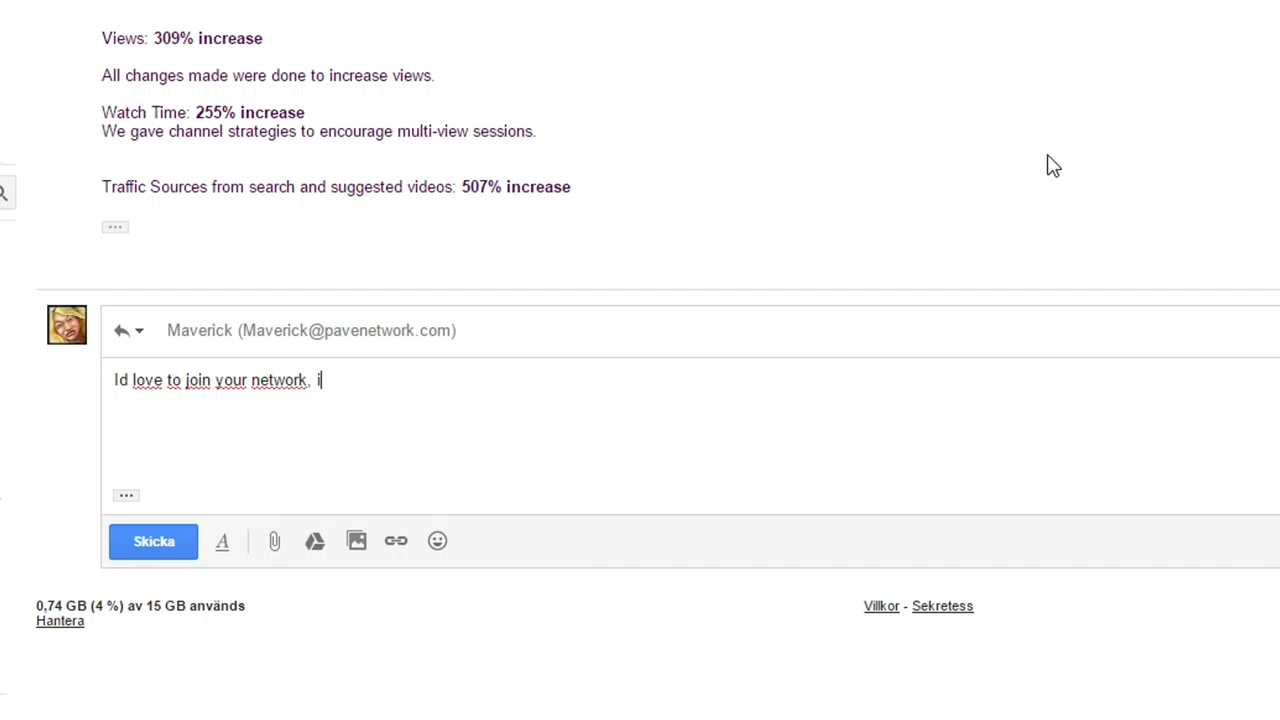 Views: 309% increase
All changes made were done to increase views.
Watch Time: 255% increase
We gave channel strategies to encourage multi-view sessions.
Traffic Sources from search and suggested videos: 507% increase
Maverick (Maverick@pavenetwork.com)
Id love to join your network, i
Skicka
0,74 GB (4 %) av 15 GB används
Villkor - Sekretess
Hantera